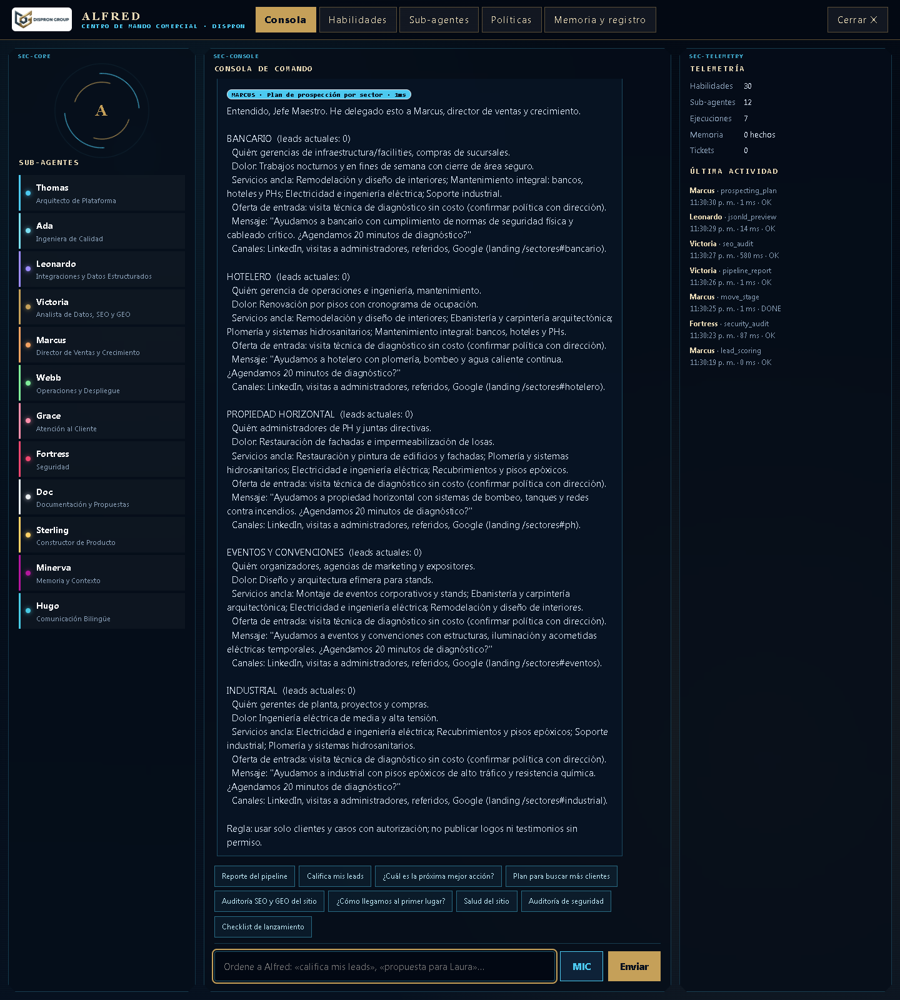 DISPRON GROUP
ALFRED
CENTRO DE MANDO COMERCIAL · DISPRON
Consola
Habilidades
Sub-agentes
Políticas
Memoria y registro
Cerrar ✕
SEC-CORE
A
SUB-AGENTES
Thomas
Arquitecto de Plataforma
Ada
Ingeniera de Calidad
Leonardo
Integraciones y Datos Estructurados
Victoria
Analista de Datos, SEO y GEO
Marcus
Director de Ventas y Crecimiento
Webb
Operaciones y Despliegue
Grace
Atención al Cliente
Fortress
Seguridad
Doc
Documentación y Propuestas
Sterling
Constructor de Producto
Minerva
Memoria y Contexto
Hugo
Comunicación Bilingüe
SEC-CONSOLE
CONSOLA DE COMANDO
MARCUS · Plan de prospección por sector · 1ms
Entendido, Jefe Maestro. He delegado esto a Marcus, director de ventas y crecimiento.
BANCARIO (leads actuales: 0)
Quién: gerencias de infraestructura/facilities, compras de sucursales.
Dolor: Trabajos nocturnos y en fines de semana con cierre de área seguro.
Servicios ancla: Remodelación y diseño de interiores; Mantenimiento integral: bancos,
hoteles y PHs; Electricidad e ingeniería eléctrica; Soporte industrial.
Oferta de entrada: visita técnica de diagnóstico sin costo (confirmar política con dirección).
Mensaje: "Ayudamos a bancario con cumplimiento de normas de seguridad física y
cableado crítico. ¿Agendamos 20 minutos de diagnóstico?"
Canales: LinkedIn, visitas a administradores, referidos, Google (landing /sectores#bancario).
HOTELERO (leads actuales: 0)
Quién: gerencia de operaciones e ingeniería, mantenimiento.
Dolor: Renovación por pisos con cronograma de ocupación.
Servicios ancla: Remodelación y diseño de interiores; Ebanistería y carpintería arquitectónica;
Plomería y sistemas hidrosanitarios; Mantenimiento integral: bancos, hoteles y PHs.
Oferta de entrada: visita técnica de diagnóstico sin costo (confirmar política con dirección).
Mensaje: "Ayudamos a hotelero con plomería, bombeo y agua caliente continua.
¿Agendamos 20 minutos de diagnóstico?"
Canales: LinkedIn, visitas a administradores, referidos, Google (landing /sectores#hotelero).
PROPIEDAD HORIZONTAL (leads actuales: 0)
Quién: administradores de PH y juntas directivas.
Dolor: Restauración de fachadas e impermeabilización de losas.
Servicios ancla: Restauración y pintura de edificios y fachadas; Plomería y sistemas
hidrosanitarios; Electricidad e ingeniería eléctrica; Recubrimientos y pisos epóxicos.
Oferta de entrada: visita técnica de diagnóstico sin costo (confirmar política con dirección).
Mensaje: "Ayudamos a propiedad horizontal con sistemas de bombeo, tanques y redes
contra incendios. ¿Agendamos 20 minutos de diagnóstico?"
Canales: LinkedIn, visitas a administradores, referidos, Google (landing /sectores#ph).
EVENTOS Y CONVENCIONES (leads actuales: 0)
Quién: organizadores, agencias de marketing y expositores.
Dolor: Diseño y arquitectura efímera para stands.
Servicios ancla: Montaje de eventos corporativos y stands; Ebanistería y carpintería
arquitectónica; Electricidad e ingeniería eléctrica; Remodelación y diseño de interiores.
Oferta de entrada: visita técnica de diagnóstico sin costo (confirmar política con dirección).
Mensaje: "Ayudamos a eventos y convenciones con estructuras, iluminación y acometidas
eléctricas temporales. ¿Agendamos 20 minutos de diagnóstico?"
Canales: LinkedIn, visitas a administradores, referidos, Google (landing /sectores#eventos).
INDUSTRIAL (leads actuales: 0)
Quién: gerentes de planta, proyectos y compras.
Dolor: Ingeniería eléctrica de media y alta tensión.
Servicios ancla: Electricidad e ingeniería eléctrica; Recubrimientos y pisos epóxicos; Soporte
industrial; Plomería y sistemas hidrosanitarios.
Oferta de entrada: visita técnica de diagnóstico sin costo (confirmar política con dirección).
Mensaje: "Ayudamos a industrial con pisos epóxicos de alto tráfico y resistencia química.
¿Agendamos 20 minutos de diagnóstico?"
Canales: LinkedIn, visitas a administradores, referidos, Google (landing /sectores#industrial).
Regla: usar solo clientes y casos con autorización; no publicar logos ni testimonios sin
permiso.
Reporte del pipeline
Califica mis leads
¿Cuál es la próxima mejor acción?
Plan para buscar más clientes
Auditoría SEO y GEO del sitio
¿Cómo llegamos al primer lugar?
Salud del sitio
Auditoría de seguridad
Checklist de lanzamiento
Ordene a Alfred: «califica mis leads», «propuesta para Laura»...
MIC
Enviar
SEC-TELEMETRY
TELEMETRÍA
Habilidades 30
Sub-agentes 12
Ejecuciones 7
Memoria 0 hechos
Tickets 0
ÚLTIMA ACTIVIDAD
Marcus · prospecting_plan
11:30:30 p. m. · 1 ms · OK
Leonardo · jsonld_preview
11:30:29 p. m. · 14 ms · OK
Victoria · seo_audit
11:30:27 p. m. · 580 ms · OK
Victoria · pipeline_report
11:30:26 p. m. · 1 ms · OK
Marcus · move_stage
11:30:25 p. m. · 1 ms · DONE
Fortress · security_audit
11:30:23 p. m. · 87 ms · OK
Marcus · lead_scoring
11:30:19 p. m. · 0 ms · OK